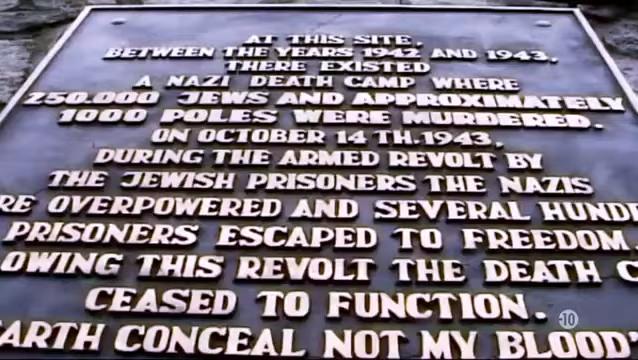 AT THIS SITE,
BETWEEN THE YEARS 1942 AND 1943,
THERE EXISTED
A NAZI DEATH CAMP WHERE
250.000 JEWS AND APPROXIMATELY
1000 POLES WERE MURDERED.
ON OCTOBER 14 TH.1943,
DURING THE ARMED REVOLT BY
THE JEWISH PRISONERS THE NAZIS
RE OVERPOWERED AND SEVERAL HUNDRE
PRISONERS ESCAPED TO FREEDOM.
OWING THIS REVOLT THE DEATH C
CEASED TO FUNCTION.
EARTH CONCEAL NOT MY BLOOD
-10